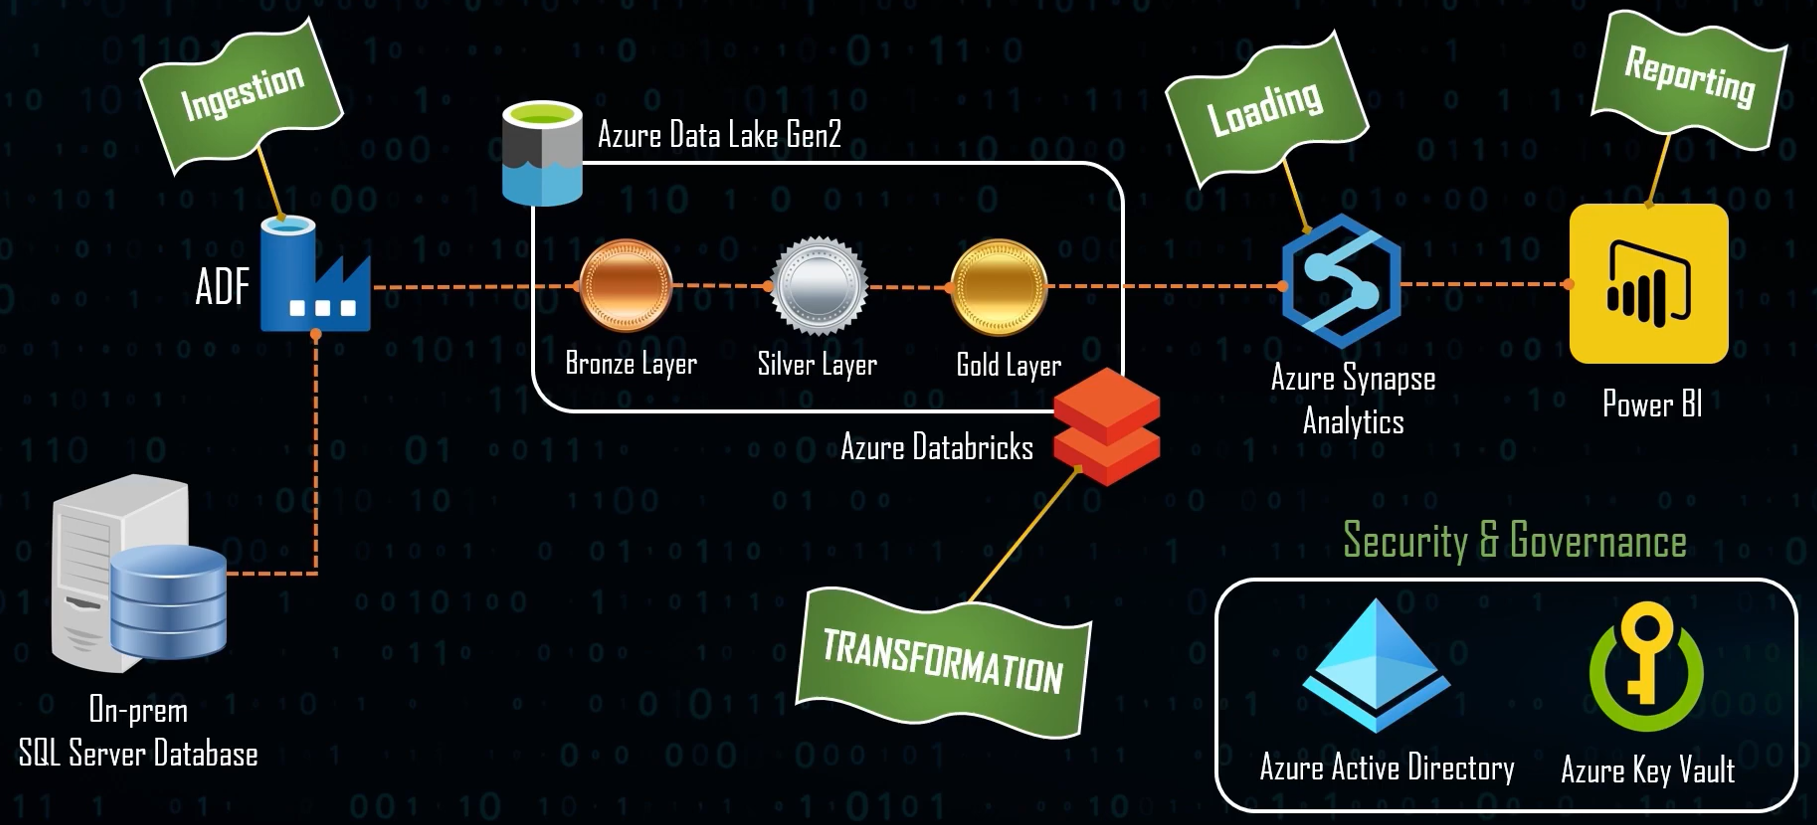 Ingestion
Loading
Reporting
Azure Data Lake Gen2
ADF
Bronze Layer
Silver Layer
Gold Layer
Azure Synapse
Analytics
Power BI
Azure Databricks
TRANSFORMATION
On-prem
SQL Server Database
Security & Governance
Azure Active Directory
Azure Key Vault